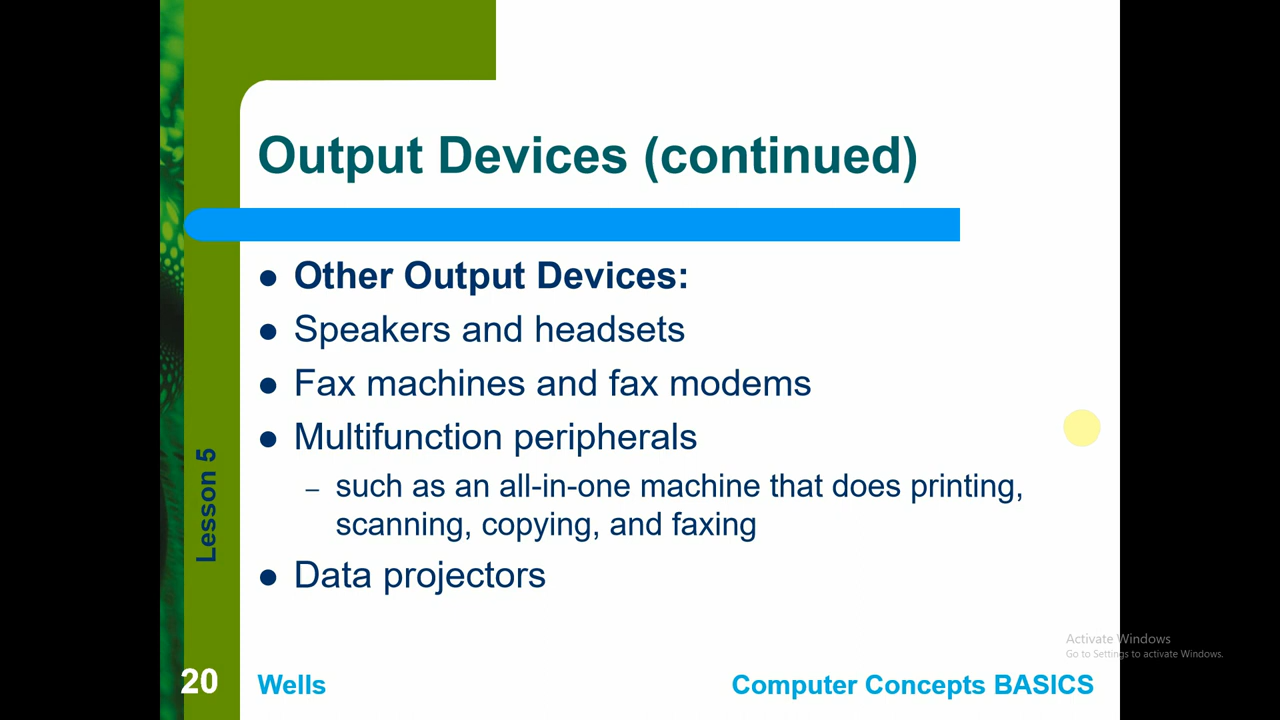 Output Devices (continued)
Other Output Devices:
Speakers and headsets
Fax machines and fax modems
Multifunction peripherals
– such as an all-in-one machine that does printing,
scanning, copying, and faxing
Data projectors
Lesson 5
Activate Windows
Go to Settings to activate Windows.
20 Wells Computer Concepts BASICS